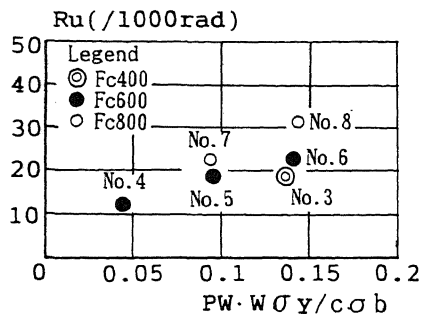 Ru(/1000rad)
50
Legend
◎ Fc400
● Fc600
○ Fc800
40
30
20
10
No.8
No.7
No.6
No.4
No.5
No.3
0 0.05 0.1 0.15 0.2
PW·Wσy/cσb